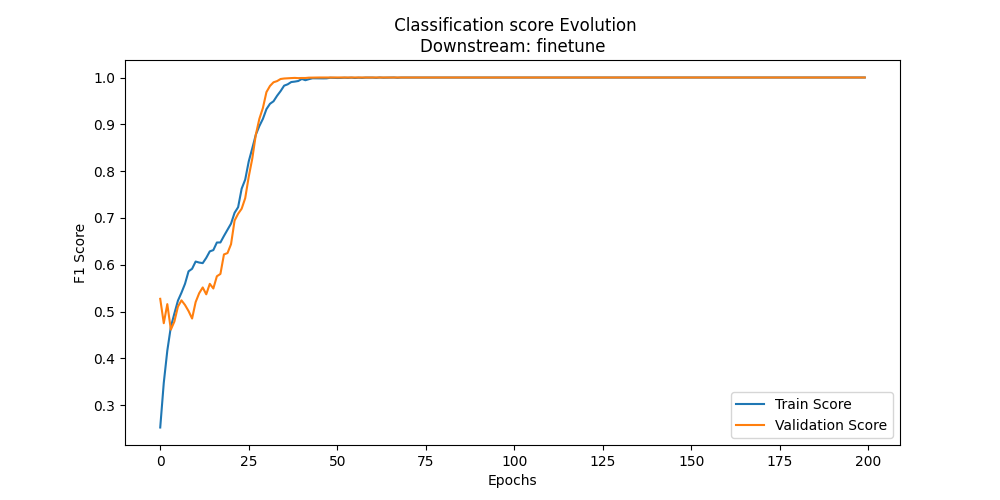 Classification score Evolution
Downstream: finetune
1.0
0.9
0.8
0.7
0.6
0.5
0.4
0.3
F1 Score
0 25 50 75 100 125 150 175 200
Epochs
Train Score
Validation Score